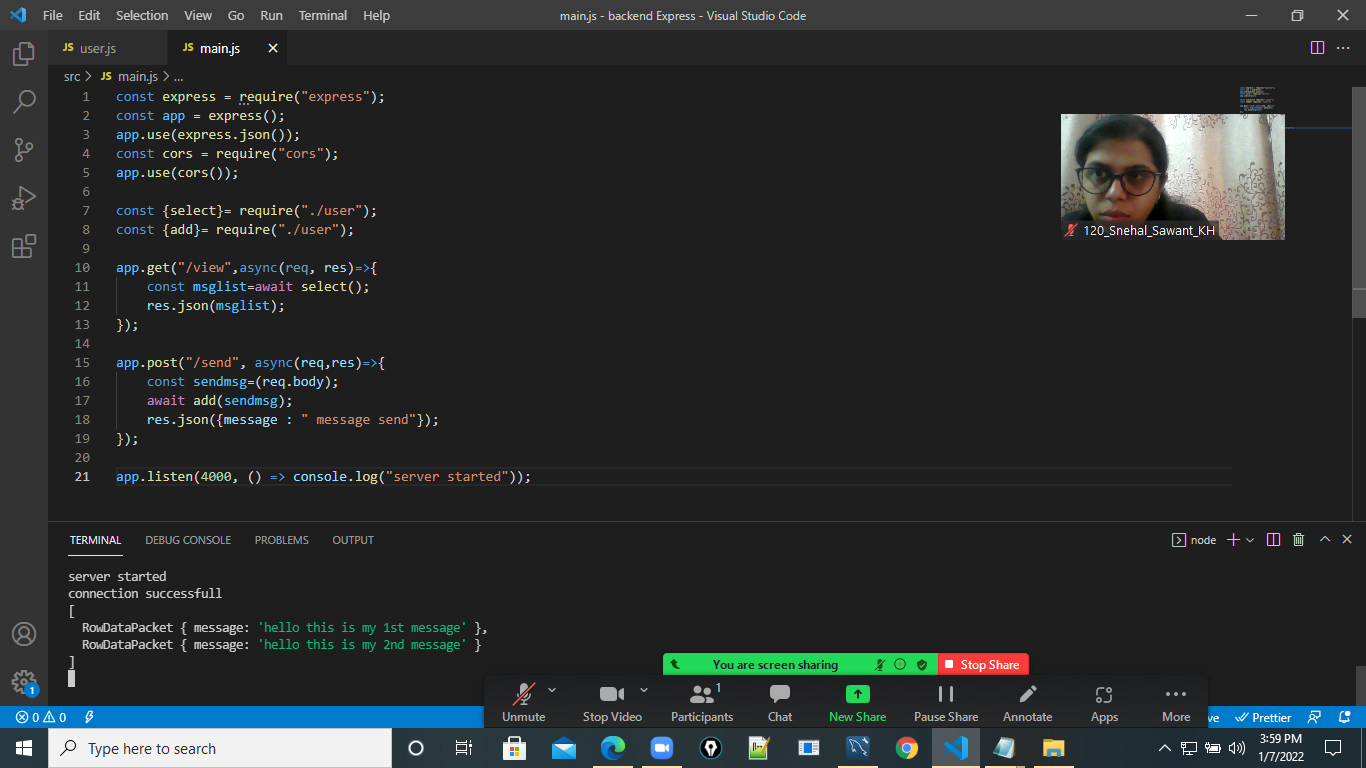 File Edit Selection View Go Run Terminal Help main.js - backend Express - Visual Studio Code
JS user.js JS main.js
src > JS main.js > ...
1 const express = require("express");
2 const app = express();
3 app.use(express.json());
4 const cors = require("cors");
5 app.use(cors());
6
7 const {select}= require("./user");
8 const {add}= require("./user");
9
10 app.get("/view",async(req, res)=>{
11 const msglist=await select();
12 res.json(msglist);
13 });
14
15 app.post("/send", async(req,res)=>{
16 const sendmsg=(req.body);
17 await add(sendmsg);
18 res.json({message : " message send"});
19 });
20
21 app.listen(4000, () => console.log("server started"));
120_Snehal_Sawant_KH
TERMINAL DEBUG CONSOLE PROBLEMS OUTPUT node
server started
connection successfull
[
RowDataPacket { message: 'hello this is my 1st message' },
RowDataPacket { message: 'hello this is my 2nd message' }
]
You are screen sharing Stop Share
1
Unmute Stop Video Participants Chat New Share Pause Share Annotate Apps More
1
0 0 ve Prettier
Type here to search
3:59 PM
1/7/2022